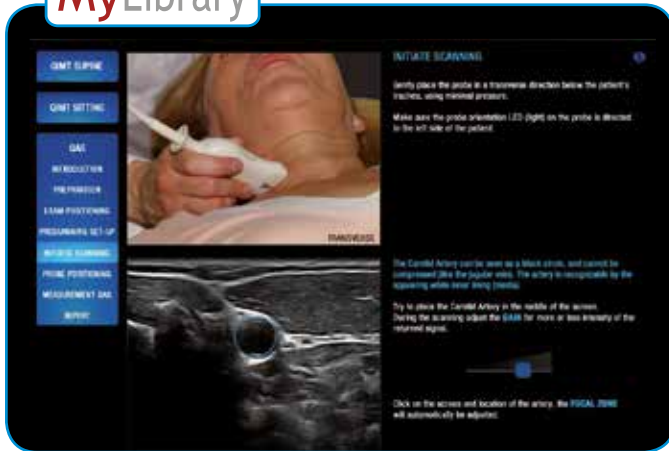 MyLibrary
QIMT SUPINE
QIMT SITTING
QAS
INTRODUCTION
PREPARATION
EXAM POSITIONING
PROGRAMING SET-UP
INITIATE SCANNING
PROBE POSITIONING
MEASUREMENT QAS
REPORT
TRANSVERSE
INITIATE SCANNING
Gently place the probe in a transverse direction below the patient's
trachea, using minimal pressure.
Make sure the probe orientation LED (light) on the probe is directed
to the left side of the patient.
The Carotid Artery can be seen as a black circle, and cannot be
compressed (like the jugular vein). The artery is recognizable by the
appearing white inner lining (media).
Try to place the Carotid Artery in the middle of the screen.
During the scanning adjust the GAIN for more or less intensity of the
returned signal.
Click on the screen and location of the artery, the FOCAL ZONE
will automatically be adjusted.